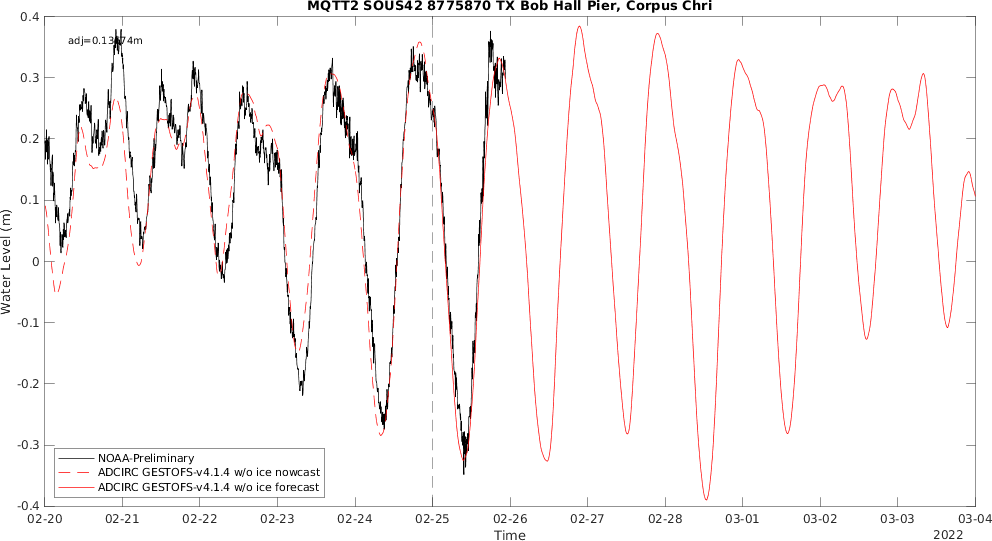 MQTT2 SOUS42 8775870 TX Bob Hall Pier, Corpus Chri
0.4
0.3
0.2
0.1
0
-0.1
-0.2
-0.3
-0.4
Water Level (m)
NOAA-Preliminary
ADCIRC GESTOFS-v4.1.4 w/o ice nowcast
ADCIRC GESTOFS-v4.1.4 w/o ice forecast
02-20 02-21 02-22 02-23 02-24 02-25 02-26 02-27 02-28 03-01 03-02 03-03 03-04
Time
2022